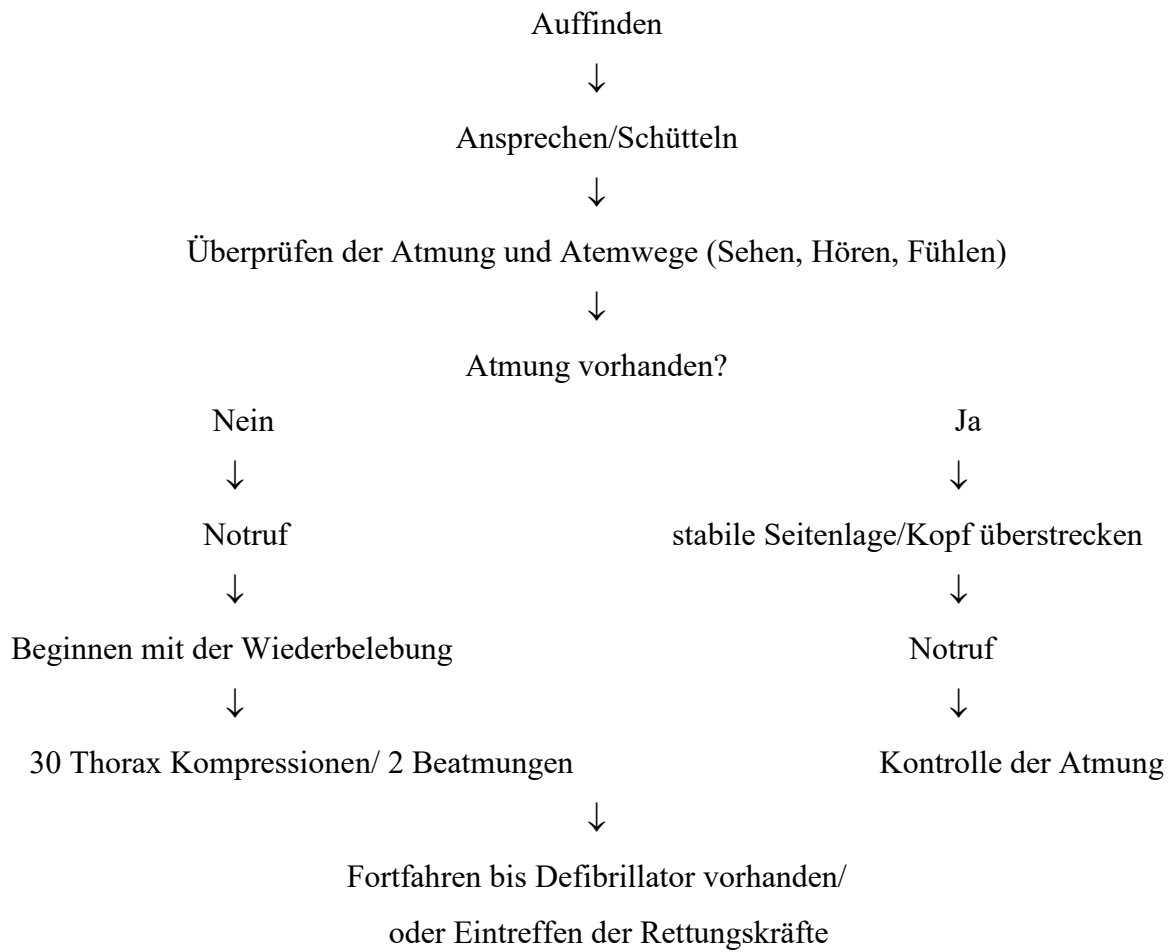 Auffinden
↓
Ansprechen/Schütteln
↓
Überprüfen der Atmung und Atemwege (Sehen, Hören, Fühlen)
↓
Atmung vorhanden?
Nein Ja
↓ ↓
Notruf stabile Seitenlage/Kopf überstrecken
↓ ↓
Beginnen mit der Wiederbelebung Notruf
↓ ↓
30 Thorax Kompressionen/ 2 Beatmungen Kontrolle der Atmung
↓
Fortfahren bis Defibrillator vorhanden/
oder Eintreffen der Rettungskräfte